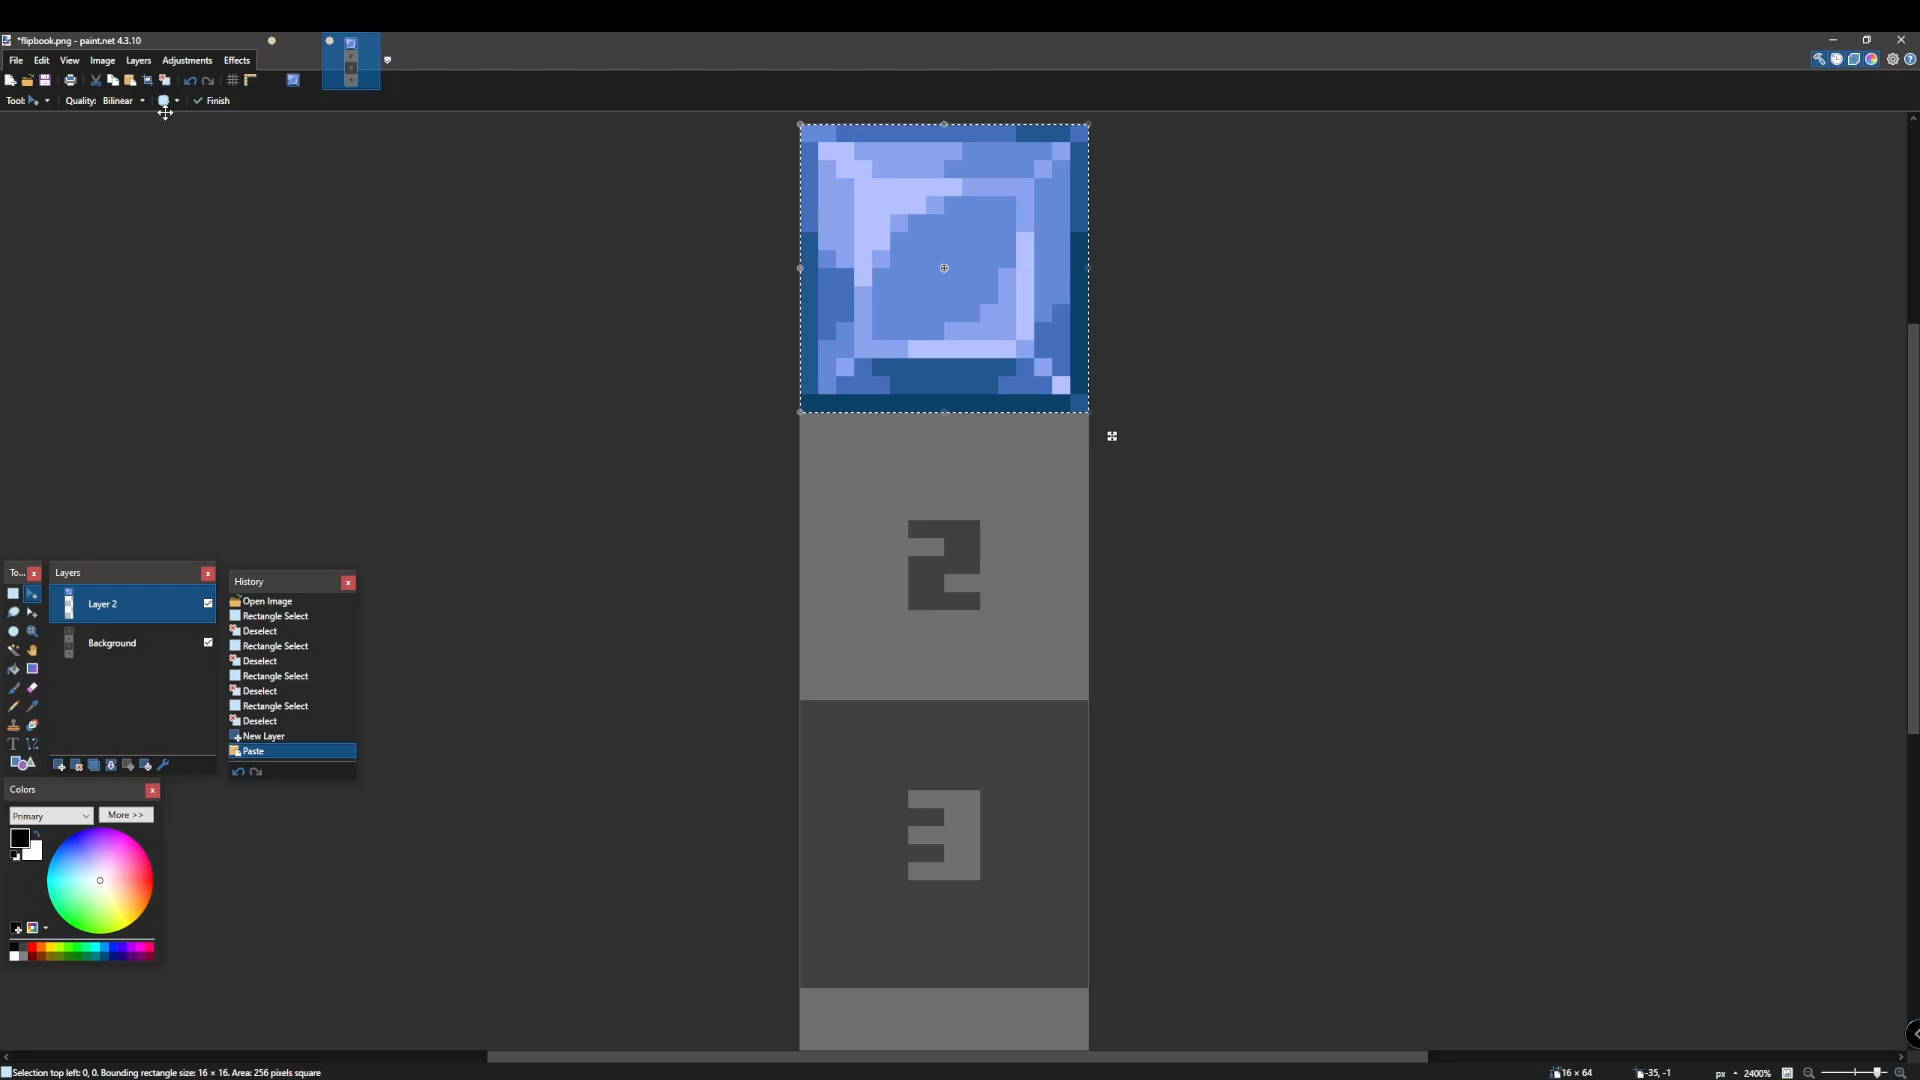 *flipbook.png - paint.net 4.3.10
File Edit View Image Layers Adjustments Effects
Tool: Quality: Bilinear Finish
2
3
To...
Layers
Layer 2
Background
History
Open Image
Rectangle Select
Deselect
Rectangle Select
Deselect
Rectangle Select
Deselect
Rectangle Select
Deselect
New Layer
Paste
Colors
Primary
More >>
Selection top left: 0, 0. Bounding rectangle size: 16 × 16. Area: 256 pixels square
16 × 64
-35, -1
px
2400%